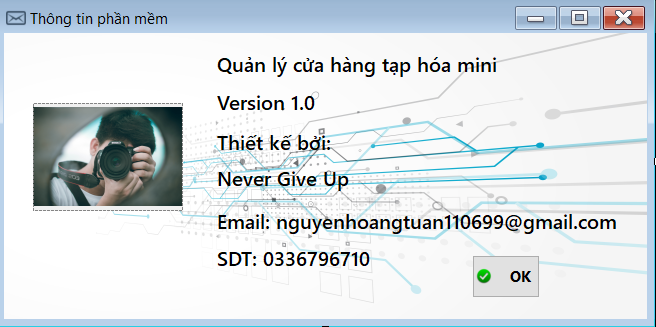 Thông tin phần mềm
Quản lý cửa hàng tạp hóa mini
Version 1.0
Thiết kế bởi:
Never Give Up
Email: nguyenhoangtuan110699@gmail.com
SDT: 0336796710
OK